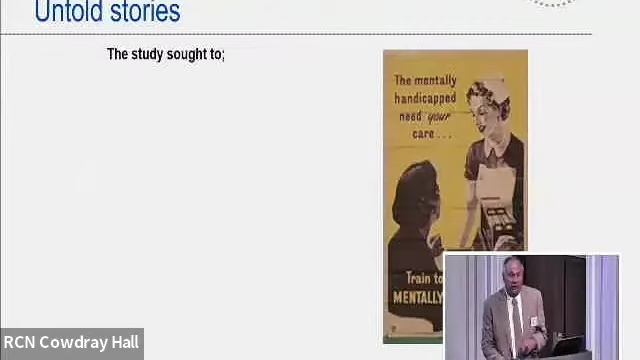 Untold stories
The study sought to;
The mentally
handicapped
need your
care...
Train to
MENTALLY
RCN Cowdray Hall